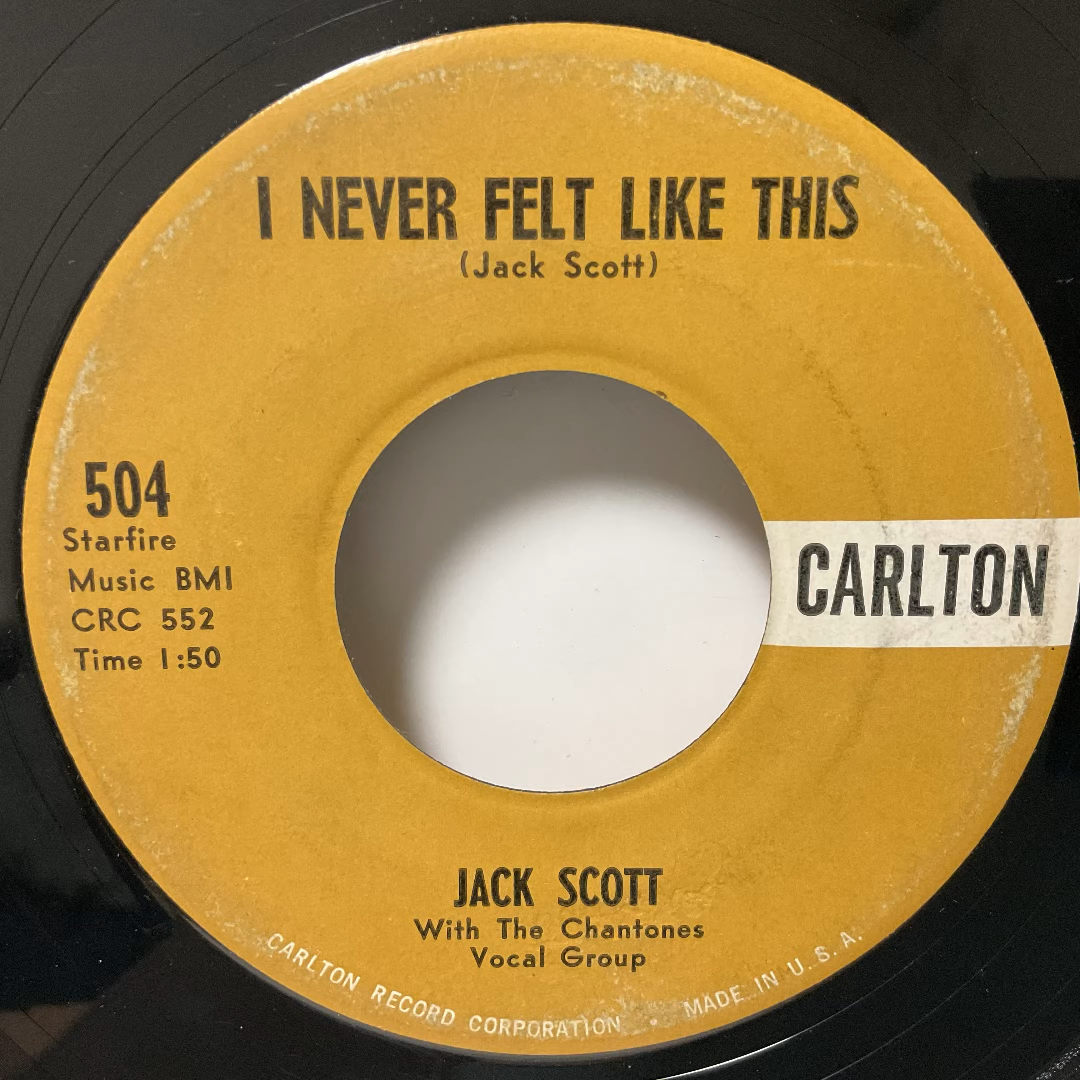 I NEVER FELT LIKE THIS
(Jack Scott)
504
Starfire
Music BMI
CRC 552
Time 1:50
CARLTON
JACK SCOTT
With The Chantones
Vocal Group
CARLTON RECORD CORPORATION • MADE IN U. S. A.